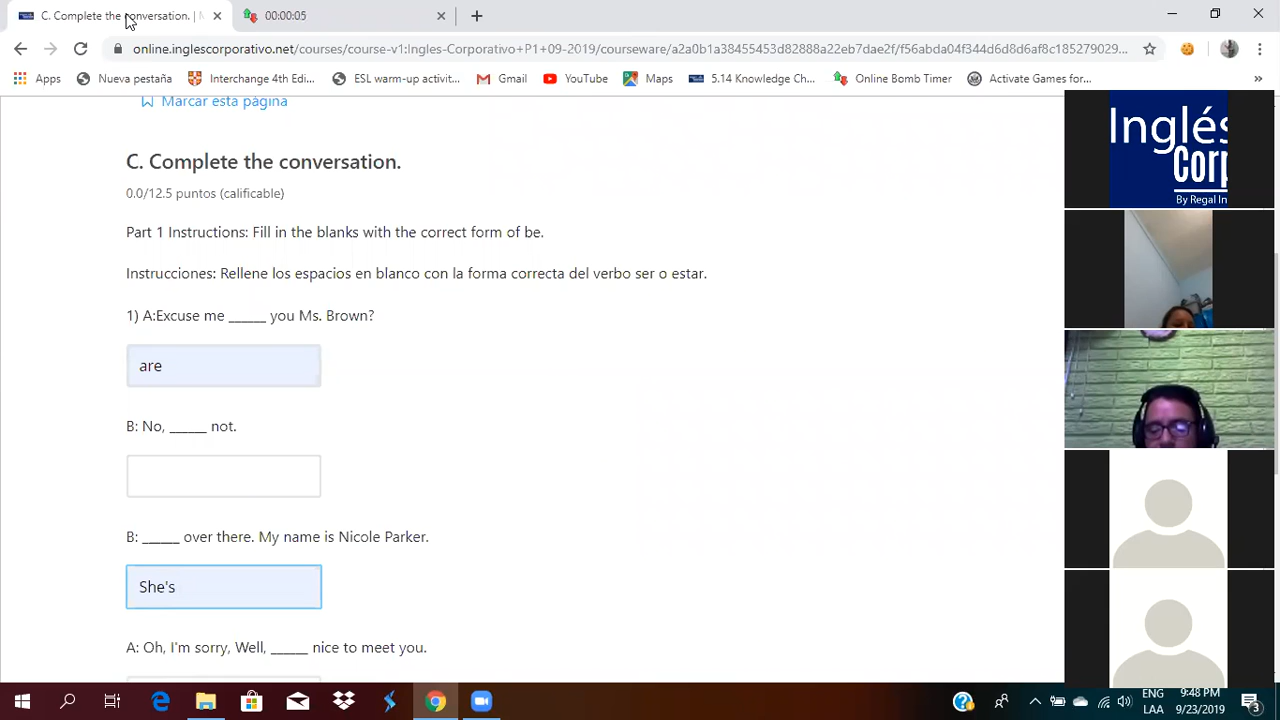 C. Complete the conversation. | N
00:00:05
online.inglescorporativo.net/courses/course-v1:Ingles-Corporativo+P1+09-2019/courseware/a2a0b1a38455453d82888a22eb7dae2f/f56abda04f344d6d8d6af8c185279029...
Apps
Nueva pestaña
Interchange 4th Edi...
ESL warm-up activit...
Gmail
YouTube
Maps
5.14 Knowledge Ch...
Online Bomb Timer
Activate Games for...
Marcar esta página
C. Complete the conversation.
0.0/12.5 puntos (calificable)
Part 1 Instructions: Fill in the blanks with the correct form of be.
Instrucciones: Rellene los espacios en blanco con la forma correcta del verbo ser o estar.
1) A:Excuse me ______ you Ms. Brown?
are
B: No, ______ not.
B: ______ over there. My name is Nicole Parker.
She's
A: Oh, I'm sorry, Well, ______ nice to meet you.
Inglés
Corp
By Regal In
ENG
LAA
9:48 PM
9/23/2019
3